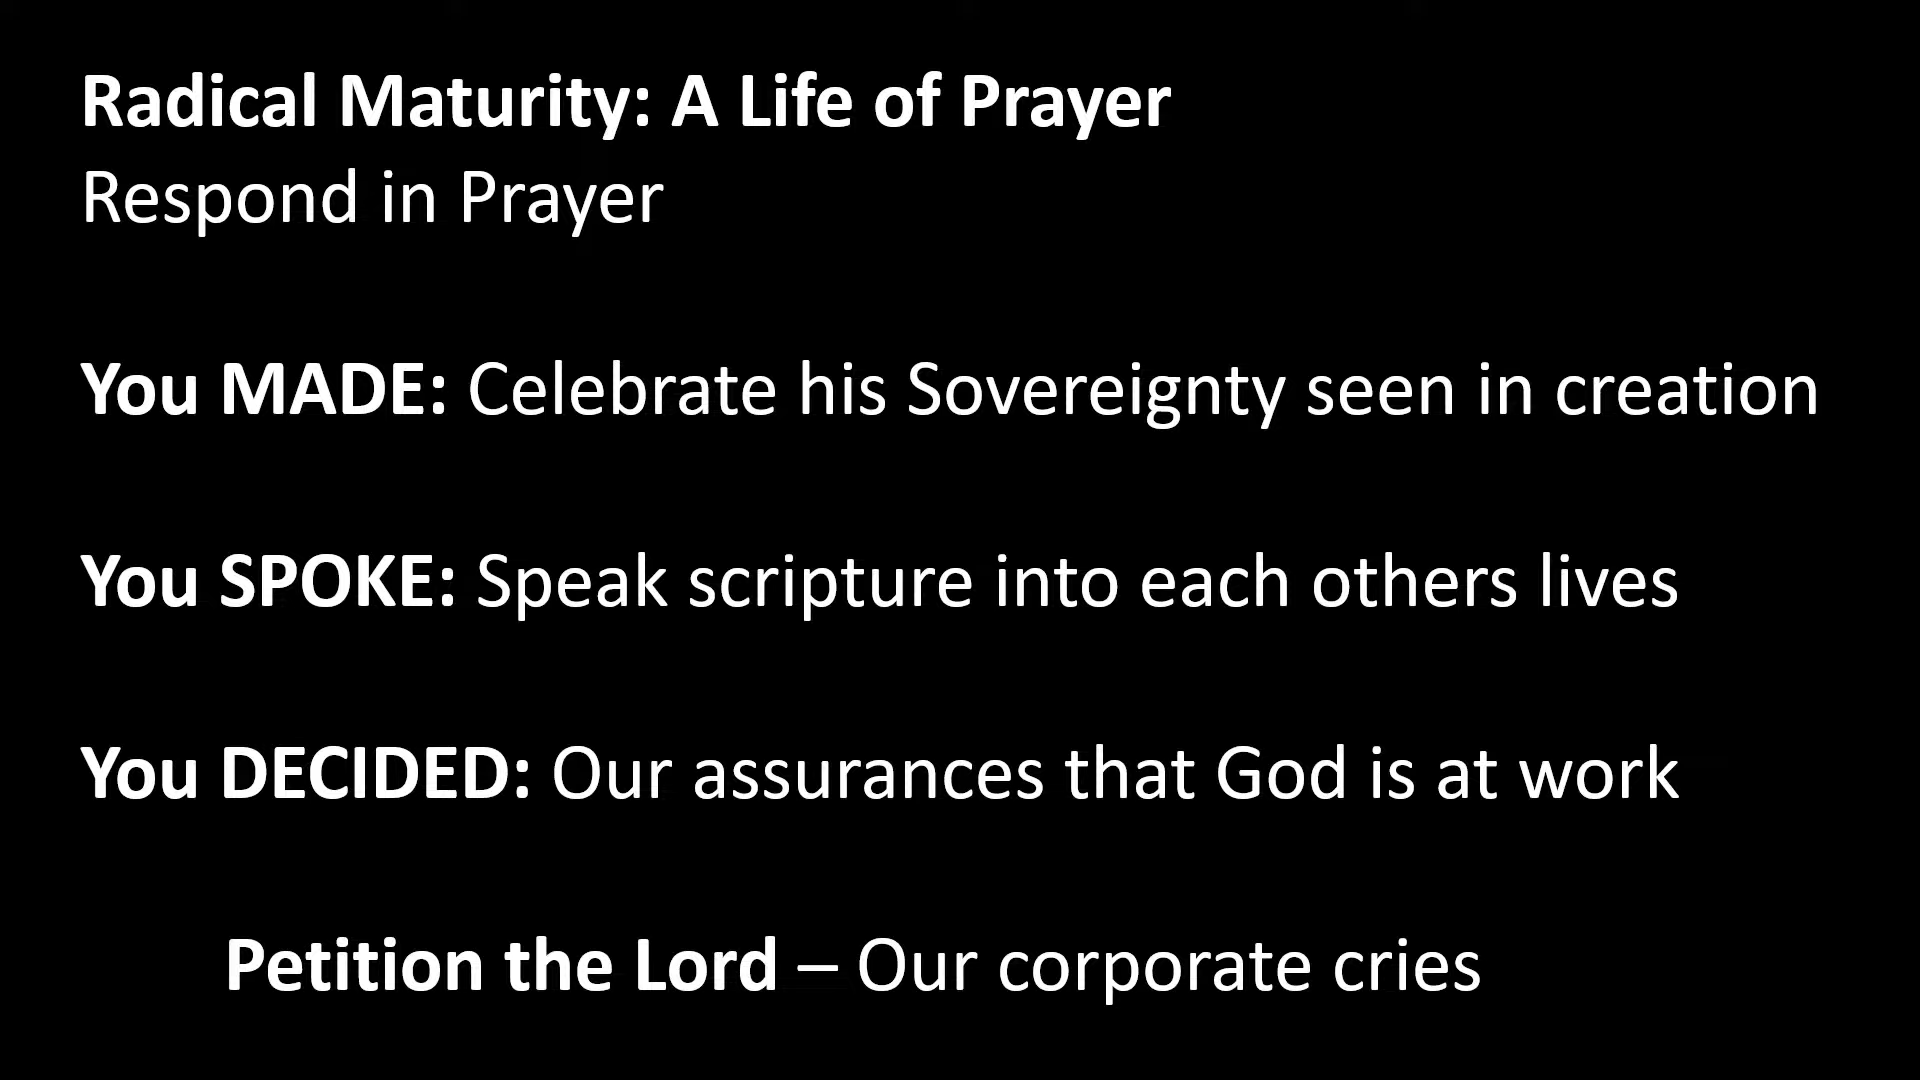 Radical Maturity: A Life of Prayer
Respond in Prayer
You MADE: Celebrate his Sovereignty seen in creation
You SPOKE: Speak scripture into each others lives
You DECIDED: Our assurances that God is at work
Petition the Lord – Our corporate cries